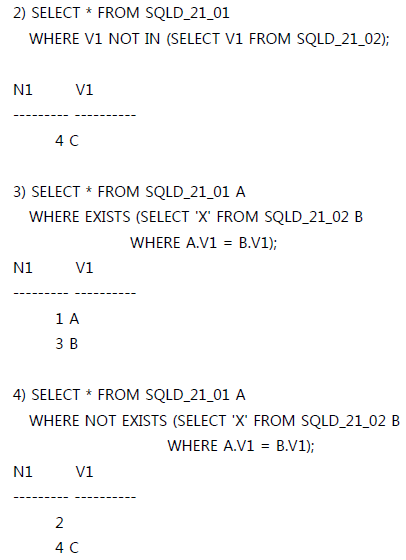 2) SELECT * FROM SQLD_21_01
WHERE V1 NOT IN (SELECT V1 FROM SQLD_21_02);
N1 V1
--------- ----------
4 C
3) SELECT * FROM SQLD_21_01 A
WHERE EXISTS (SELECT 'X' FROM SQLD_21_02 B
WHERE A.V1 = B.V1);
N1 V1
--------- ----------
1 A
3 B
4) SELECT * FROM SQLD_21_01 A
WHERE NOT EXISTS (SELECT 'X' FROM SQLD_21_02 B
WHERE A.V1 = B.V1);
N1 V1
--------- ----------
2
4 C